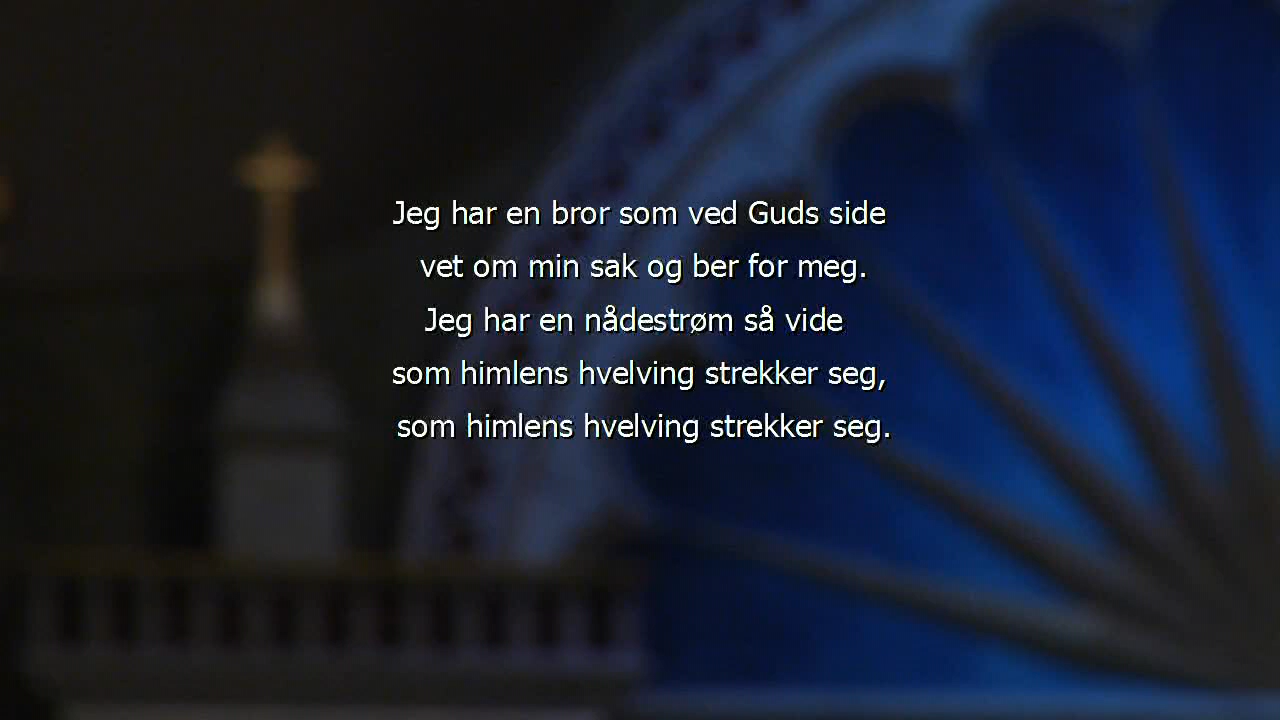 Jeg har en bror som ved Guds side
vet om min sak og ber for meg.
Jeg har en nådestrøm så vide
som himlens hvelving strekker seg,
som himlens hvelving strekker seg.